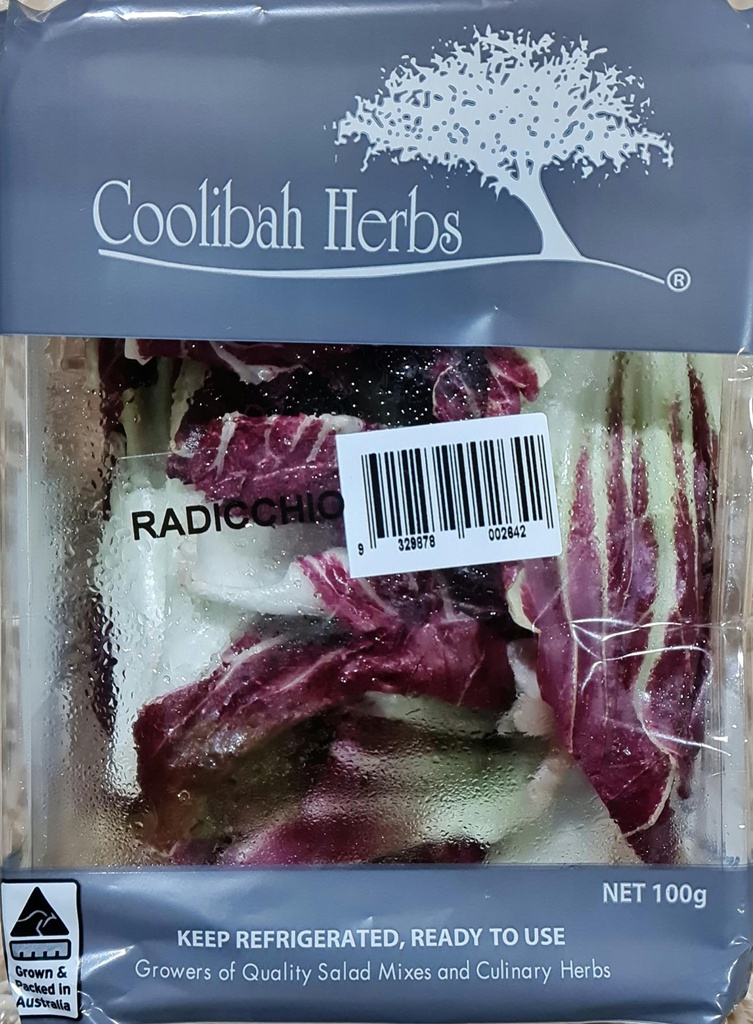 Coolibah Herbs
®
RADICCHIO
9 329878 002642
NET 100g
KEEP REFRIGERATED, READY TO USE
Growers of Quality Salad Mixes and Culinary Herbs
Grown &
Packed in
Australia